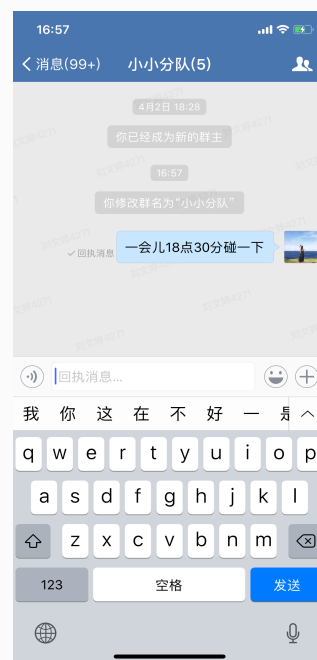 16:57
消息(99+)
小小分队(5)
4月2日 18:28
你已经成为新的群主
16:57
你修改群名为“小小分队”
回执消息
一会儿18点30分碰一下
回执消息...
我 你 这 在 不 好 一 是
q w e r t y u i o p
a s d f g h j k l
z x c v b n m
123 空格 发送